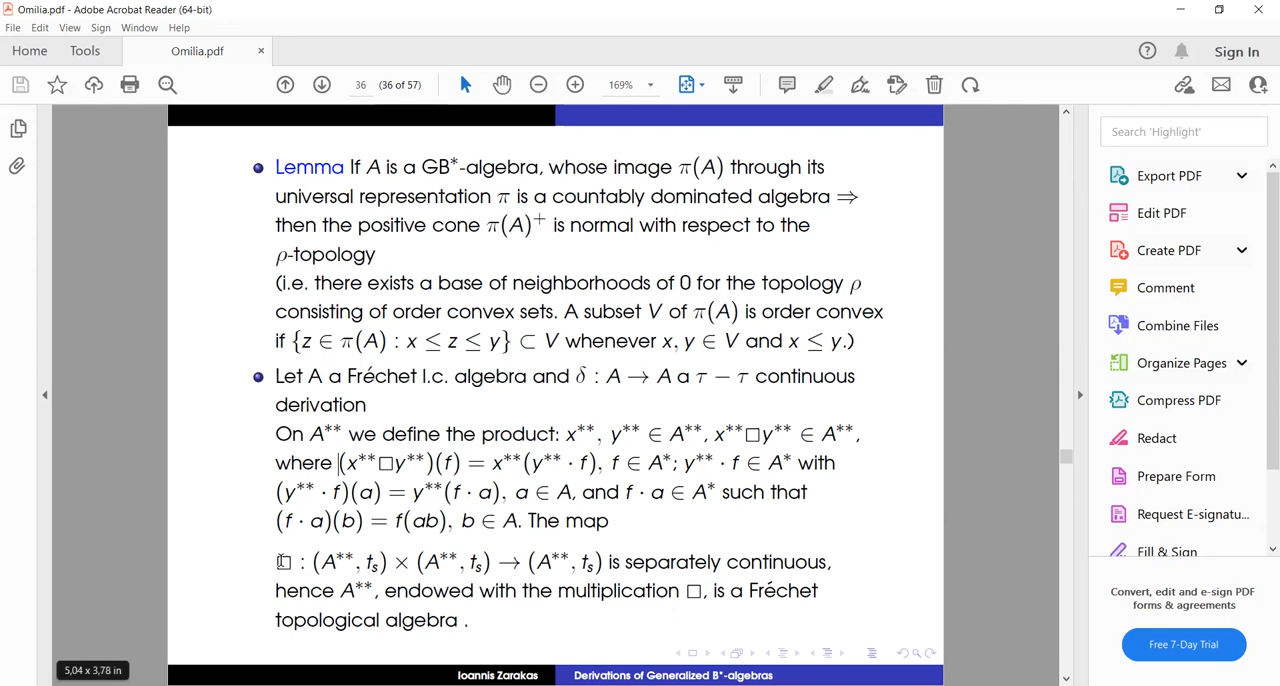 Omilia.pdf - Adobe Acrobat Reader (64-bit)
File Edit View Sign Window Help
Home Tools Omilia.pdf × Sign In
36 (36 of 57) 169%
Search 'Highlight'
Lemma If A is a GB*-algebra, whose image π(A) through its
universal representation π is a countably dominated algebra ⇒
then the positive cone π(A)⁺ is normal with respect to the
ρ-topology
(i.e. there exists a base of neighborhoods of 0 for the topology ρ
consisting of order convex sets. A subset V of π(A) is order convex
if {z ∈ π(A) : x ≤ z ≤ y} ⊂ V whenever x, y ∈ V and x ≤ y.)
Let A a Fréchet l.c. algebra and δ : A → A a τ − τ continuous
derivation
On A** we define the product: x**, y** ∈ A**, x**□y** ∈ A**,
where (x**□y**)(f) = x**(y** · f), f ∈ A*; y** · f ∈ A* with
(y** · f)(a) = y**(f · a), a ∈ A, and f · a ∈ A* such that
(f · a)(b) = f(ab), b ∈ A. The map
□ : (A**, tₛ) × (A**, tₛ) → (A**, tₛ) is separately continuous,
hence A**, endowed with the multiplication □, is a Fréchet
topological algebra .
5,04 x 3,78 in
Ioannis Zarakas Derivations of Generalized B*-algebras
Export PDF
Edit PDF
Create PDF
Comment
Combine Files
Organize Pages
Compress PDF
Redact
Prepare Form
Request E-signatu...
Fill & Sign
Convert, edit and e-sign PDF
forms & agreements
Free 7-Day Trial